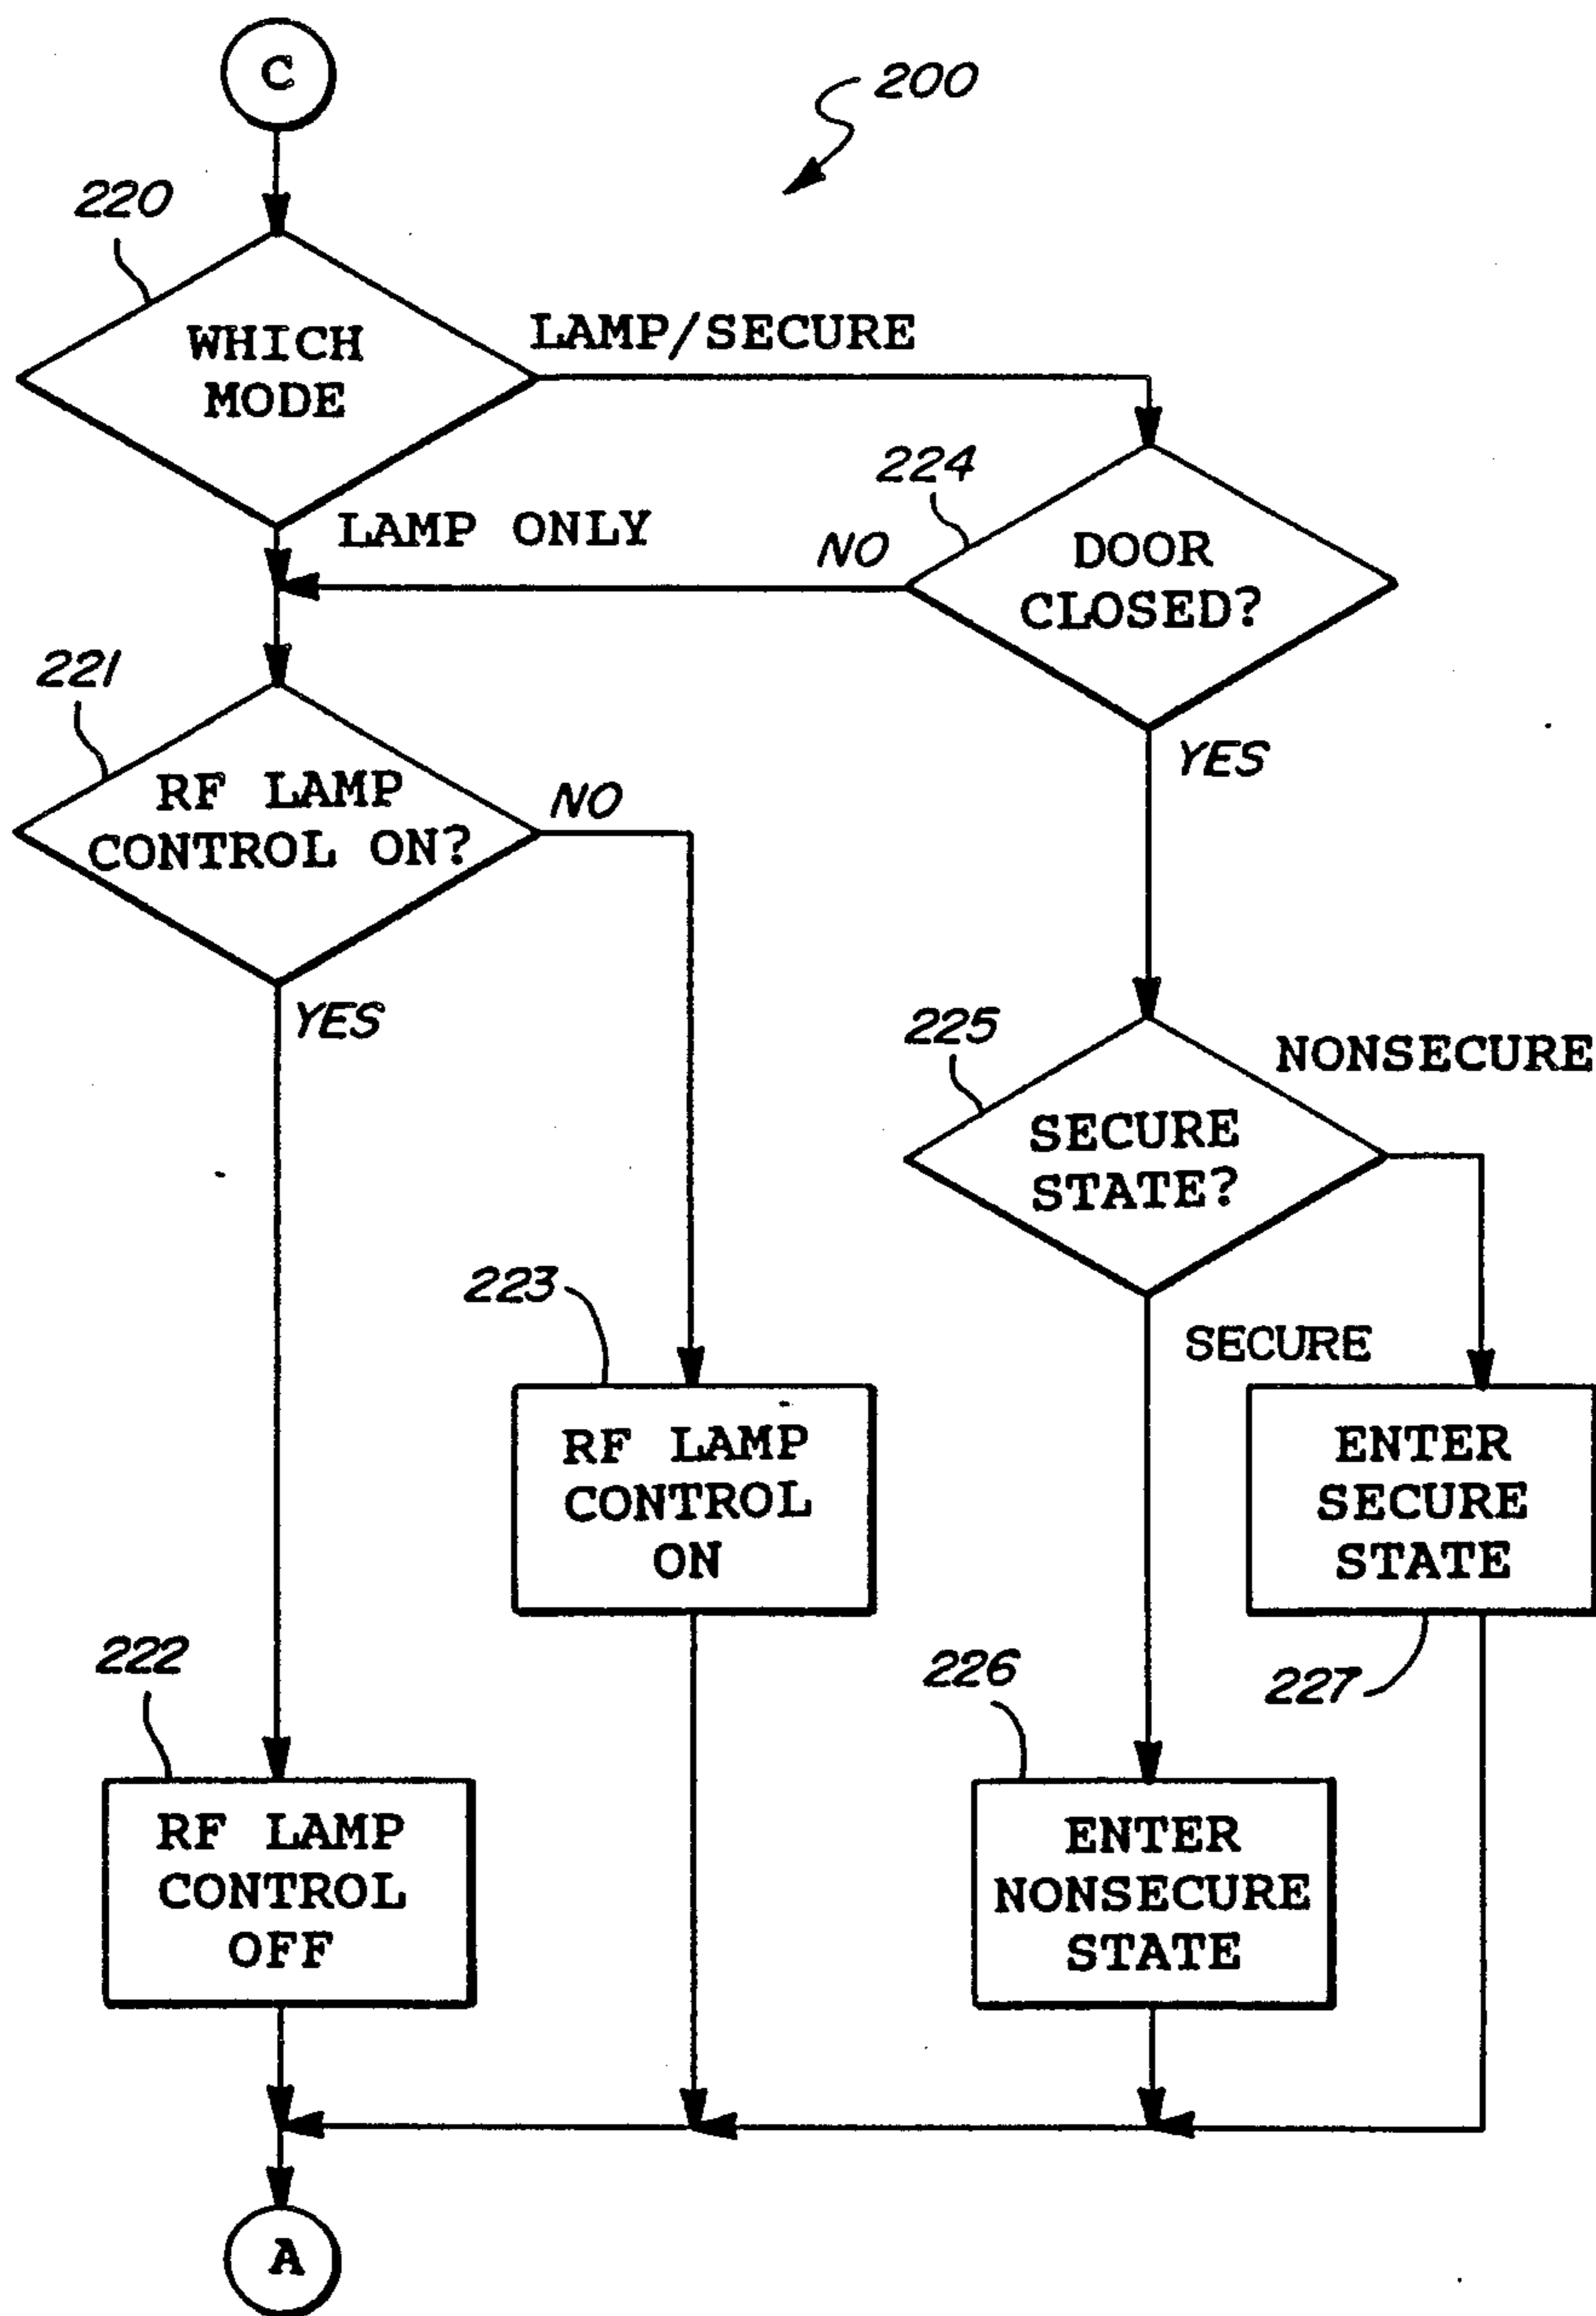 C
200
220
WHICH
MODE
LAMP/SECURE
224
LAMP ONLY
NO
DOOR
CLOSED?
221
YES
RF LAMP
CONTROL ON?
NO
YES
225
NONSECURE
SECURE
STATE?
223
SECURE
RF LAMP
CONTROL
ON
ENTER
SECURE
STATE
222
226
227
RF LAMP
CONTROL
OFF
ENTER
NONSECURE
STATE
A